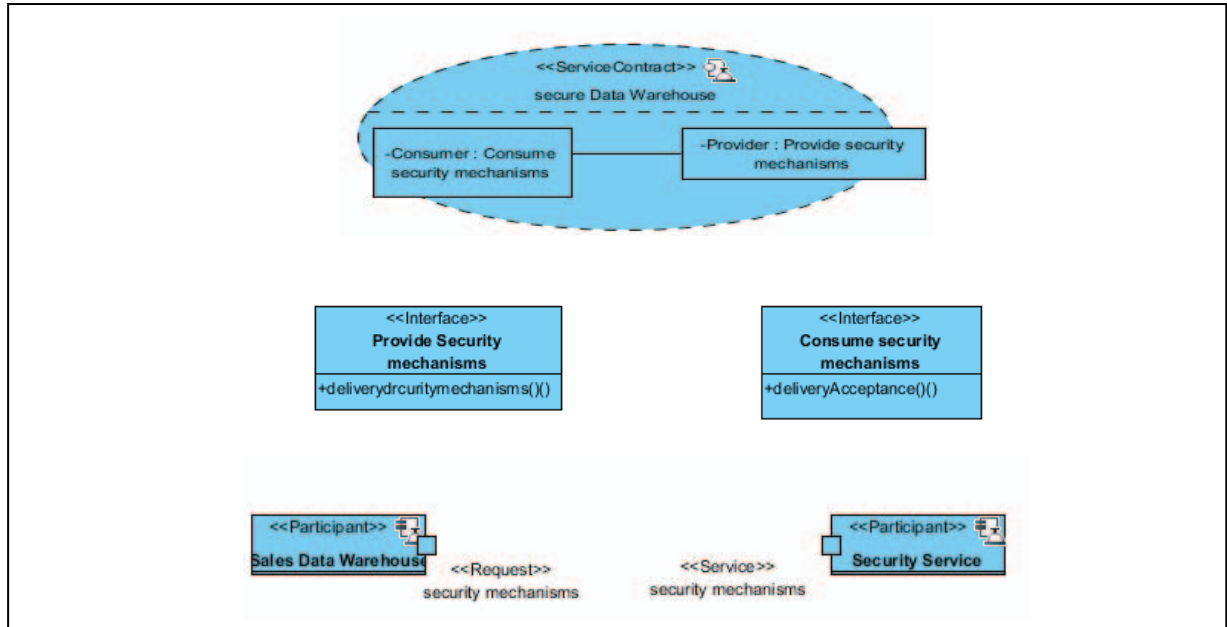 <<ServiceContract>>
secure Data Warehouse
-Consumer : Consume
security mechanisms
-Provider : Provide security
mechanisms
<<Interface>>
Provide Security
mechanisms
+deliverydrcuritymechanisms()()
<<Interface>>
Consume security
mechanisms
+deliveryAcceptance()()
<<Participant>>
Sales Data Warehouse
<<Request>>
security mechanisms
<<Service>>
security mechanisms
<<Participant>>
Security Service